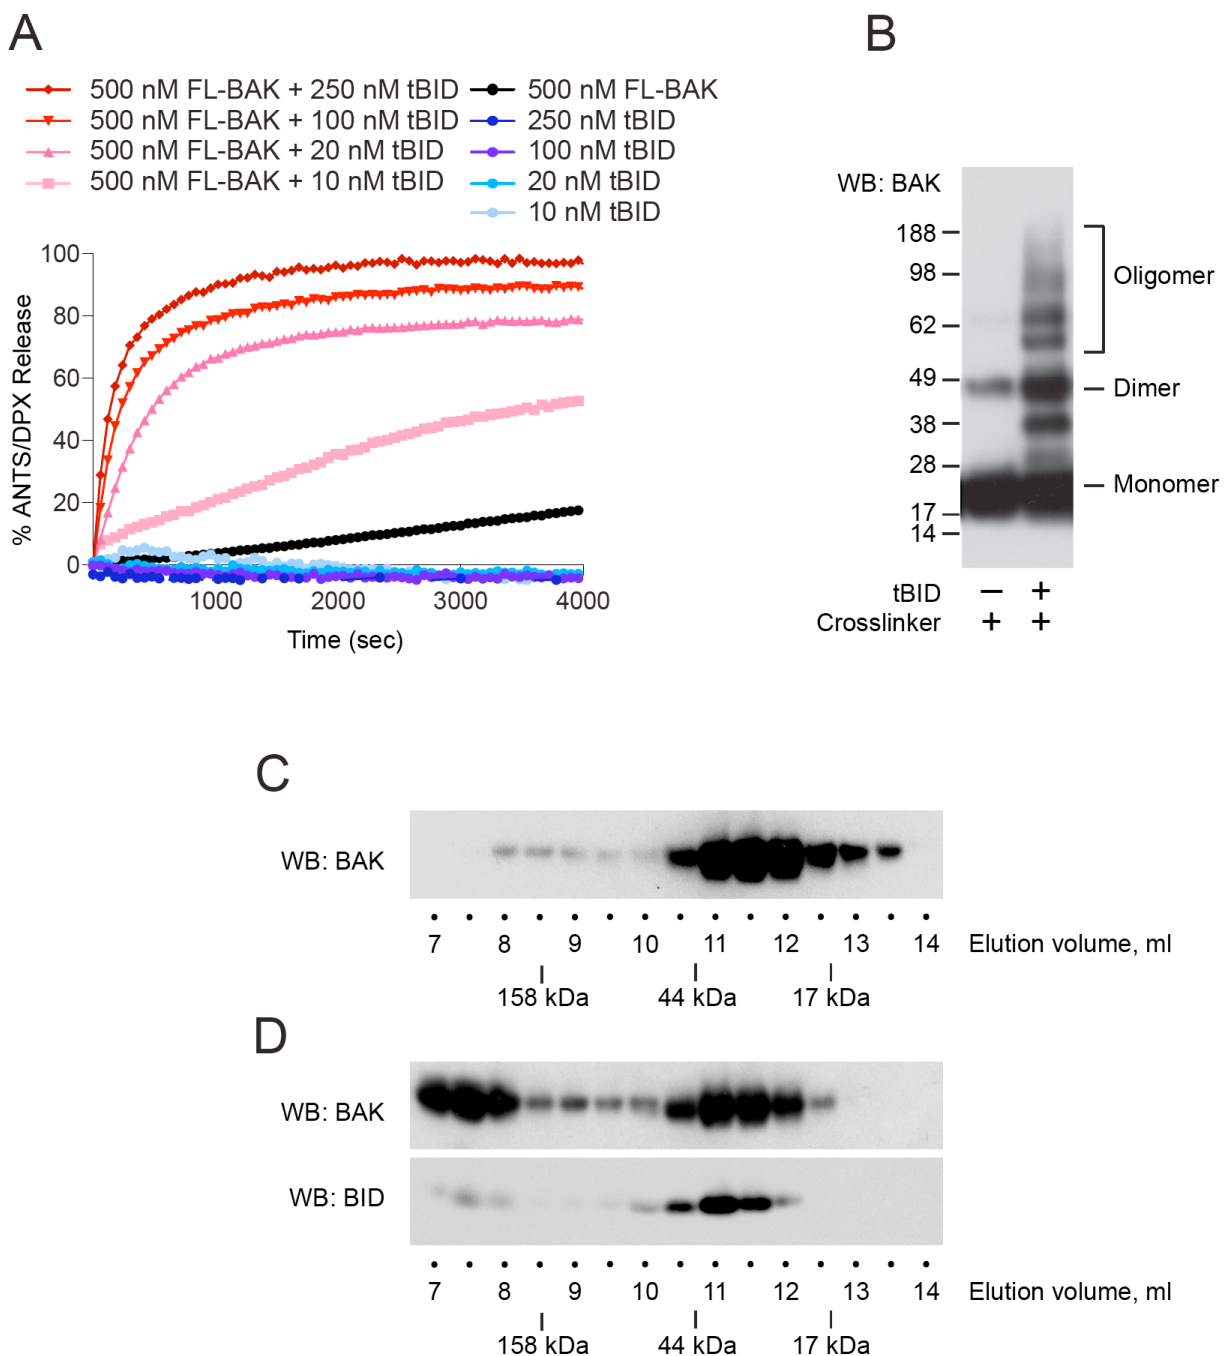 A
500 nM FL-BAK + 250 nM tBID
500 nM FL-BAK + 100 nM tBID
500 nM FL-BAK + 20 nM tBID
500 nM FL-BAK + 10 nM tBID
500 nM FL-BAK
250 nM tBID
100 nM tBID
20 nM tBID
10 nM tBID
% ANTS/DPX Release
100
80
60
40
20
0
1000 2000 3000 4000
Time (sec)
B
WB: BAK
188
98
62
49
38
28
17
14
Oligomer
Dimer
Monomer
tBID − +
Crosslinker + +
C
WB: BAK
7 8 9 10 11 12 13 14 Elution volume, ml
158 kDa 44 kDa 17 kDa
D
WB: BAK
WB: BID
7 8 9 10 11 12 13 14 Elution volume, ml
158 kDa 44 kDa 17 kDa